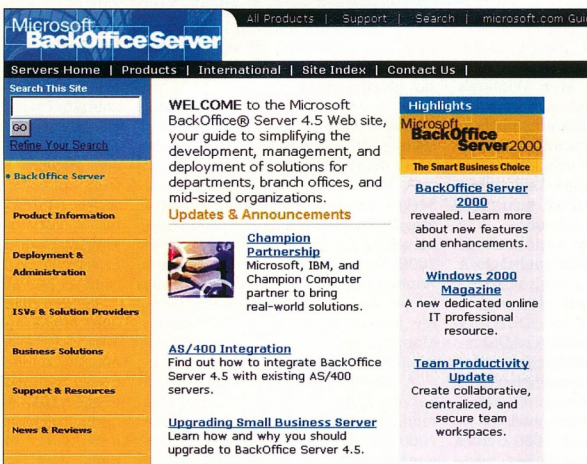 All Products | Support | Search | microsoft.com
Microsoft
BackOffice Server
Servers Home | Products | International | Site Index | Contact Us |
Search This Site
GO
Refine Your Search
BackOffice Server
Product Information
Deployment &
Administration
ISVs & Solution Providers
Business Solutions
Support & Resources
News & Reviews
WELCOME to the Microsoft
BackOffice® Server 4.5 Web site,
your guide to simplifying the
development, management, and
deployment of solutions for
departments, branch offices, and
mid-sized organizations.
Updates & Announcements
Champion
Partnership
Microsoft, IBM, and
Champion Computer
partner to bring
real-world solutions.
AS/400 Integration
Find out how to integrate BackOffice
Server 4.5 with existing AS/400
servers.
Upgrading Small Business Server
Learn how and why you should
upgrade to BackOffice Server 4.5.
Highlights
Microsoft
BackOffice
Server2000
The Smart Business Choice
BackOffice Server
2000
revealed. Learn more
about new features
and enhancements.
Windows 2000
Magazine
A new dedicated online
IT professional
resource.
Team Productivity
Update
Create collaborative,
centralized, and
secure team
workspaces.